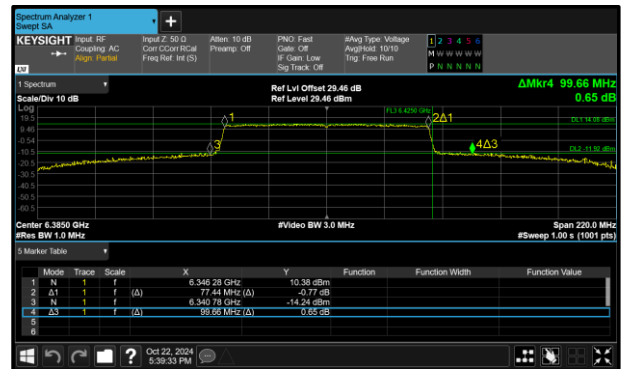 Spectrum Analyzer 1
Swept SA
+
KEYSIGHT Input: RF Input Z: 50 Ω Atten: 10 dB PNO: Fast #Avg Type: Voltage 1 2 3 4 5 6
Coupling: AC Corr CCorr RCal Preamp: Off Gate: Off Avg|Hold: 10/10 M W W W W W
Align: Partial Freq Ref: Int (S) IF Gain: Low Trig: Free Run
Sig Track: Off P N N N N N
LXI
1 Spectrum Ref Lvl Offset 29.46 dB ΔMkr4 99.66 MHz
Scale/Div 10 dB Ref Level 29.46 dBm 0.65 dB
Log
FL3 6.4250 GHz
19.5 1 2Δ1 DL1 14.08 dBm
9.46
-0.54 3 4Δ3
-10.5 DL2 -11.92 dBm
-20.5
-30.5
-40.5
-50.5
-60.5
Center 6.3850 GHz #Video BW 3.0 MHz Span 220.0 MHz
#Res BW 1.0 MHz #Sweep 1.00 s (1001 pts)
5 Marker Table
Mode Trace Scale X Y Function Function Width Function Value
1 N 1 f 6.346 28 GHz 10.38 dBm
2 Δ1 1 f (Δ) 77.44 MHz (Δ) -0.77 dB
3 N 1 f 6.340 78 GHz -14.24 dBm
4 Δ3 1 f (Δ) 99.66 MHz (Δ) 0.65 dB
5
6
? Oct 22, 2024
5:39:33 PM